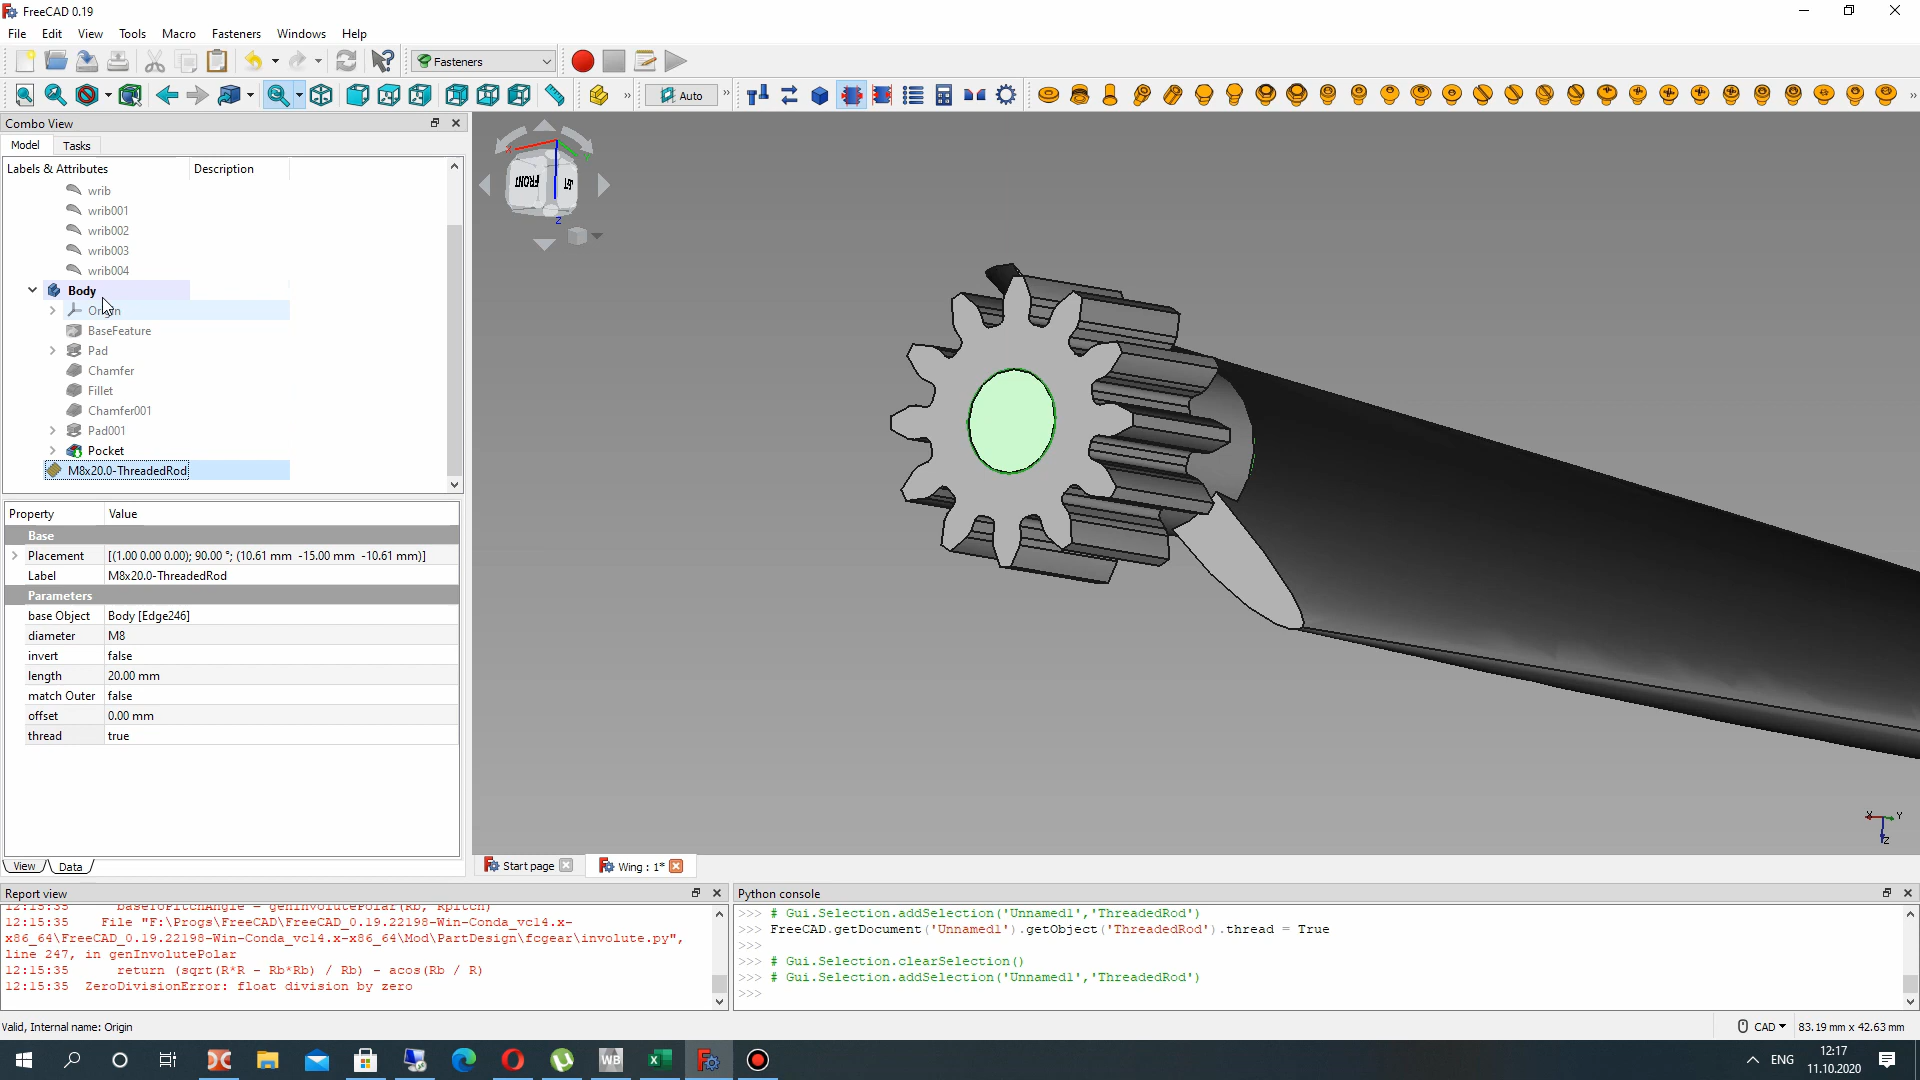 FreeCAD 0.19
File Edit View Tools Macro Fasteners Windows Help
Fasteners
Auto
Combo View
Model Tasks
Labels & Attributes Description
wrib
wrib001
wrib002
wrib003
wrib004
Body
BaseFeature
Pad
Chamfer
Fillet
Chamfer001
Pad001
Pocket
M8x20.0-ThreadedRod
Property Value
Base
Placement [(1.00 0.00 0.00); 90.00 °; (10.61 mm -15.00 mm -10.61 mm)]
Label M8x20.0-ThreadedRod
Parameters
base Object Body [Edge246]
diameter M8
invert false
length 20.00 mm
match Outer false
offset 0.00 mm
thread true
View Data
FRONT
Z
Y
Z
Start page
Wing : 1*
Report view
12:15:35 baseToPitchAngle = genInvolutePolar(Rb, Rpitch)
12:15:35 File "F:\Progs\FreeCAD\FreeCAD_0.19.22198-Win-Conda_vc14.x-
x86_64\FreeCAD_0.19.22198-Win-Conda_vc14.x-x86_64\Mod\PartDesign\fcgear\involute.py",
line 247, in genInvolutePolar
12:15:35 return (sqrt(R*R - Rb*Rb) / Rb) - acos(Rb / R)
12:15:35 ZeroDivisionError: float division by zero
Python console
>>> # Gui.Selection.addSelection('Unnamed1','ThreadedRod')
>>> FreeCAD.getDocument('Unnamed1').getObject('ThreadedRod').thread = True
>>>
>>> # Gui.Selection.clearSelection()
>>> # Gui.Selection.addSelection('Unnamed1','ThreadedRod')
>>>
Valid, Internal name: Origin
CAD 83.19 mm x 42.63 mm
WB
ENG
12:17
11.10.2020